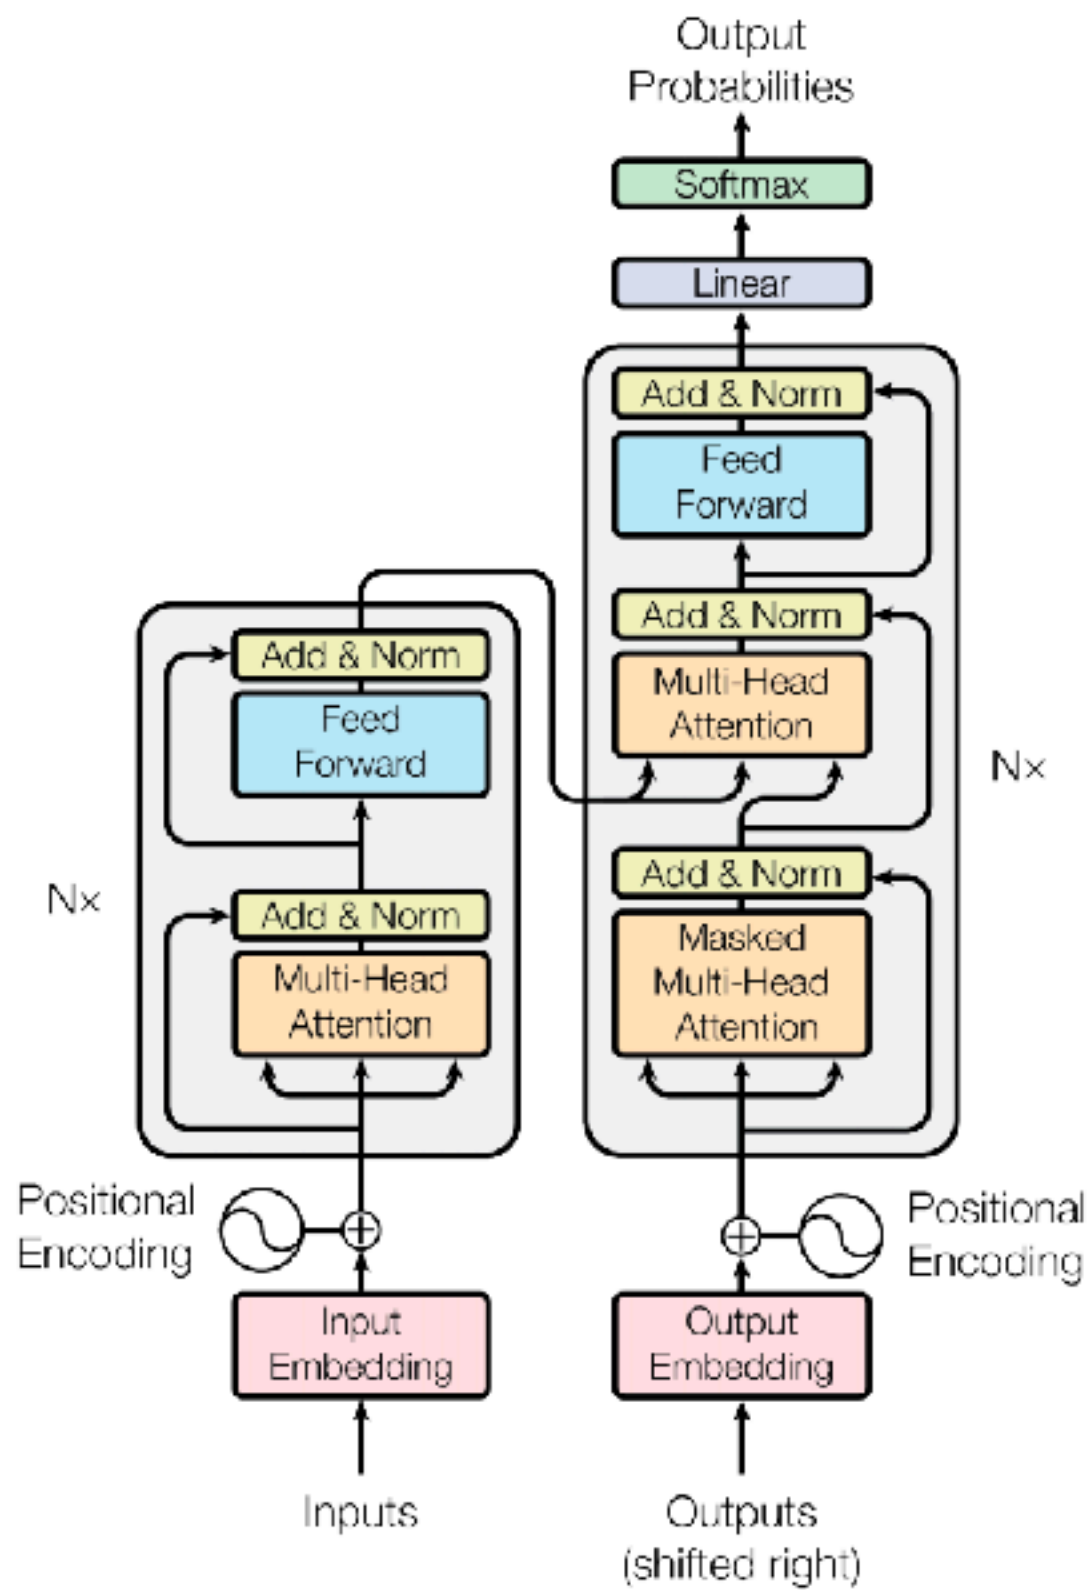 Output
Probabilities
Softmax
Linear
Add & Norm
Feed
Forward
Add & Norm
Multi-Head
Attention
Add & Norm
Masked
Multi-Head
Attention
N×
Add & Norm
Feed
Forward
Add & Norm
Multi-Head
Attention
N×
Positional
Encoding
Positional
Encoding
Input
Embedding
Output
Embedding
Inputs
Outputs
(shifted right)